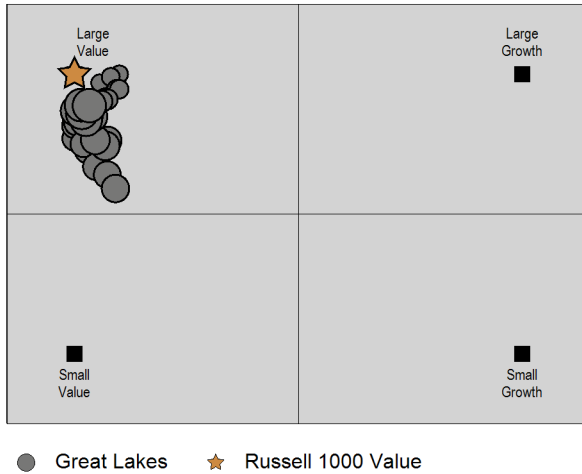 Large
Value
Large
Growth
Small
Value
Small
Growth
Great Lakes
Russell 1000 Value